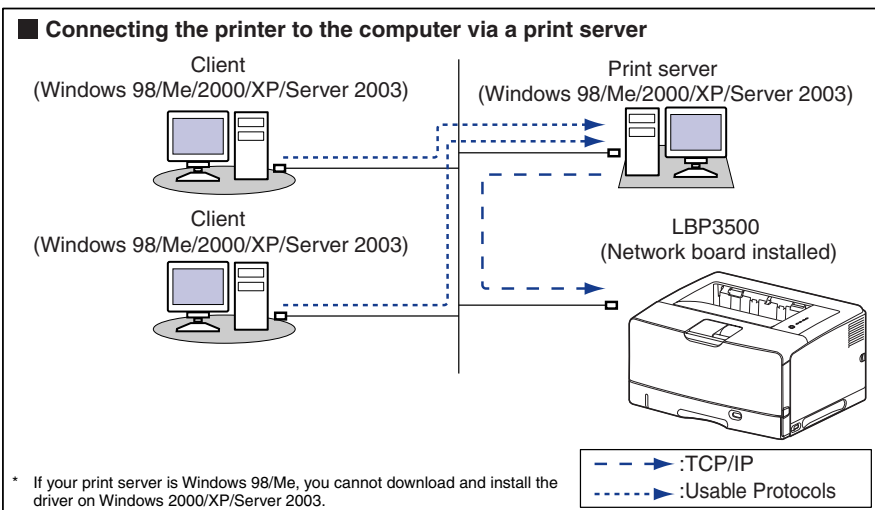 ■ Connecting the printer to the computer via a print server
Client
(Windows 98/Me/2000/XP/Server 2003)
Print server
(Windows 98/Me/2000/XP/Server 2003)
Client
(Windows 98/Me/2000/XP/Server 2003)
LBP3500
(Network board installed)
:TCP/IP
:Usable Protocols
* If your print server is Windows 98/Me, you cannot download and install the
driver on Windows 2000/XP/Server 2003.